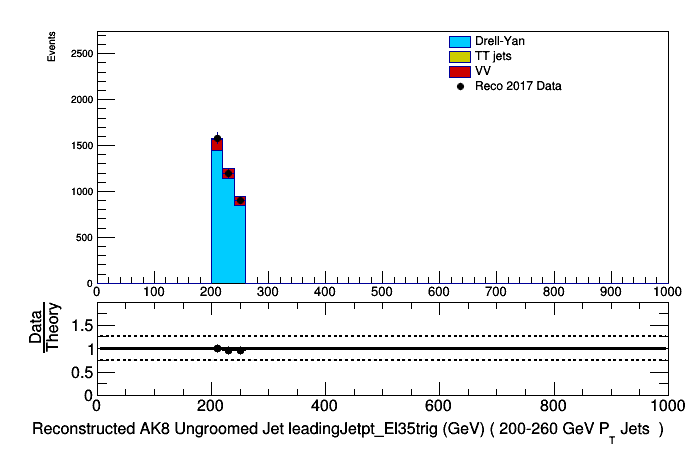 Events
2500
2000
1500
1000
500
0
Drell-Yan
TT jets
VV
Reco 2017 Data
0 100 200 300 400 500 600 700 800 900 1000
Data
Theory
1.5
1
0.5
0
0 200 400 600 800 1000
Reconstructed AK8 Ungroomed Jet leadingJetpt_El35trig (GeV) ( 200-260 GeV P_T Jets )